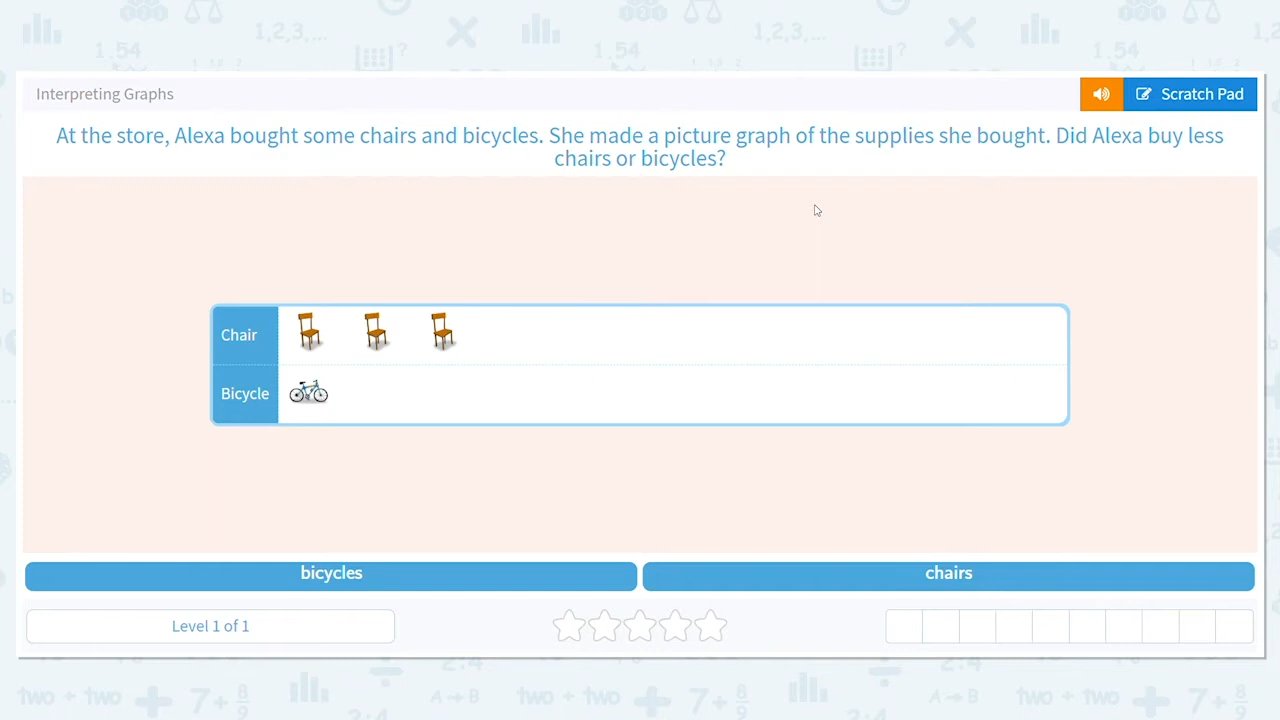 Interpreting Graphs
Scratch Pad
At the store, Alexa bought some chairs and bicycles. She made a picture graph of the supplies she bought. Did Alexa buy less
chairs or bicycles?
Chair
Bicycle
bicycles
chairs
Level 1 of 1